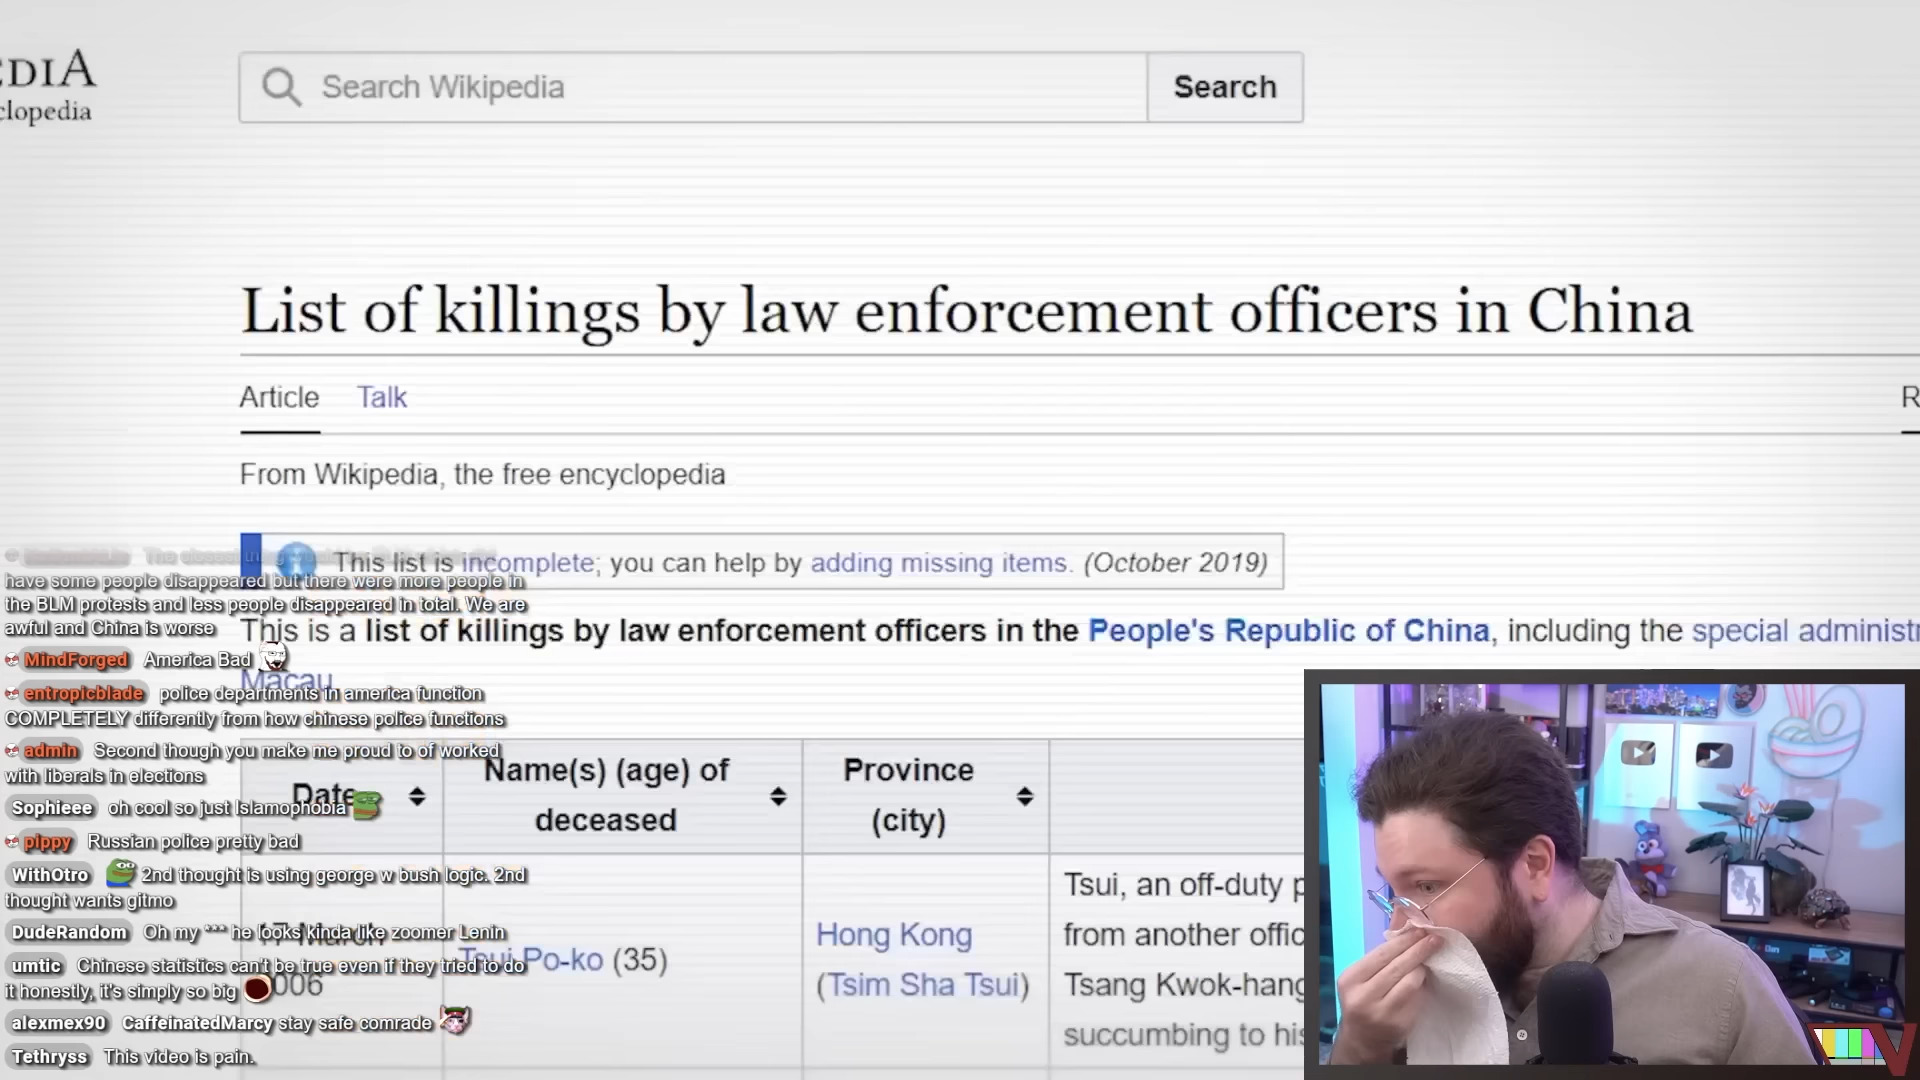 EDIA
clopedia
Search Wikipedia
Search
List of killings by law enforcement officers in China
Article Talk
R
From Wikipedia, the free encyclopedia
This list is incomplete; you can help by adding missing items. (October 2019)
This is a list of killings by law enforcement officers in the People's Republic of China, including the special administr
Macau.
Date
Name(s) (age) of
deceased
Province
(city)
17 March
2006
Tsui Po-ko (35)
Hong Kong
(Tsim Sha Tsui)
Tsui, an off-duty p
from another offic
Tsang Kwok-hang
succumbing to his
have some people disappeared but there were more people in
the BLM protests and less people disappeared in total. We are
awful and China is worse
MindForged America Bad
entropicblade police departments in america function
COMPLETELY differently from how chinese police functions
admin Second though you make me proud to of worked
with liberals in elections
Sophieee oh cool so just Islamophobia
pippy Russian police pretty bad
WithOtro 2nd thought is using george w bush logic. 2nd
thought wants gitmo
DudeRandom Oh my *** he looks kinda like zoomer Lenin
umtic Chinese statistics can't be true even if they tried to do
it honestly, it's simply so big
alexmex90 CaffeinatedMarcy stay safe comrade
Tethryss This video is pain.